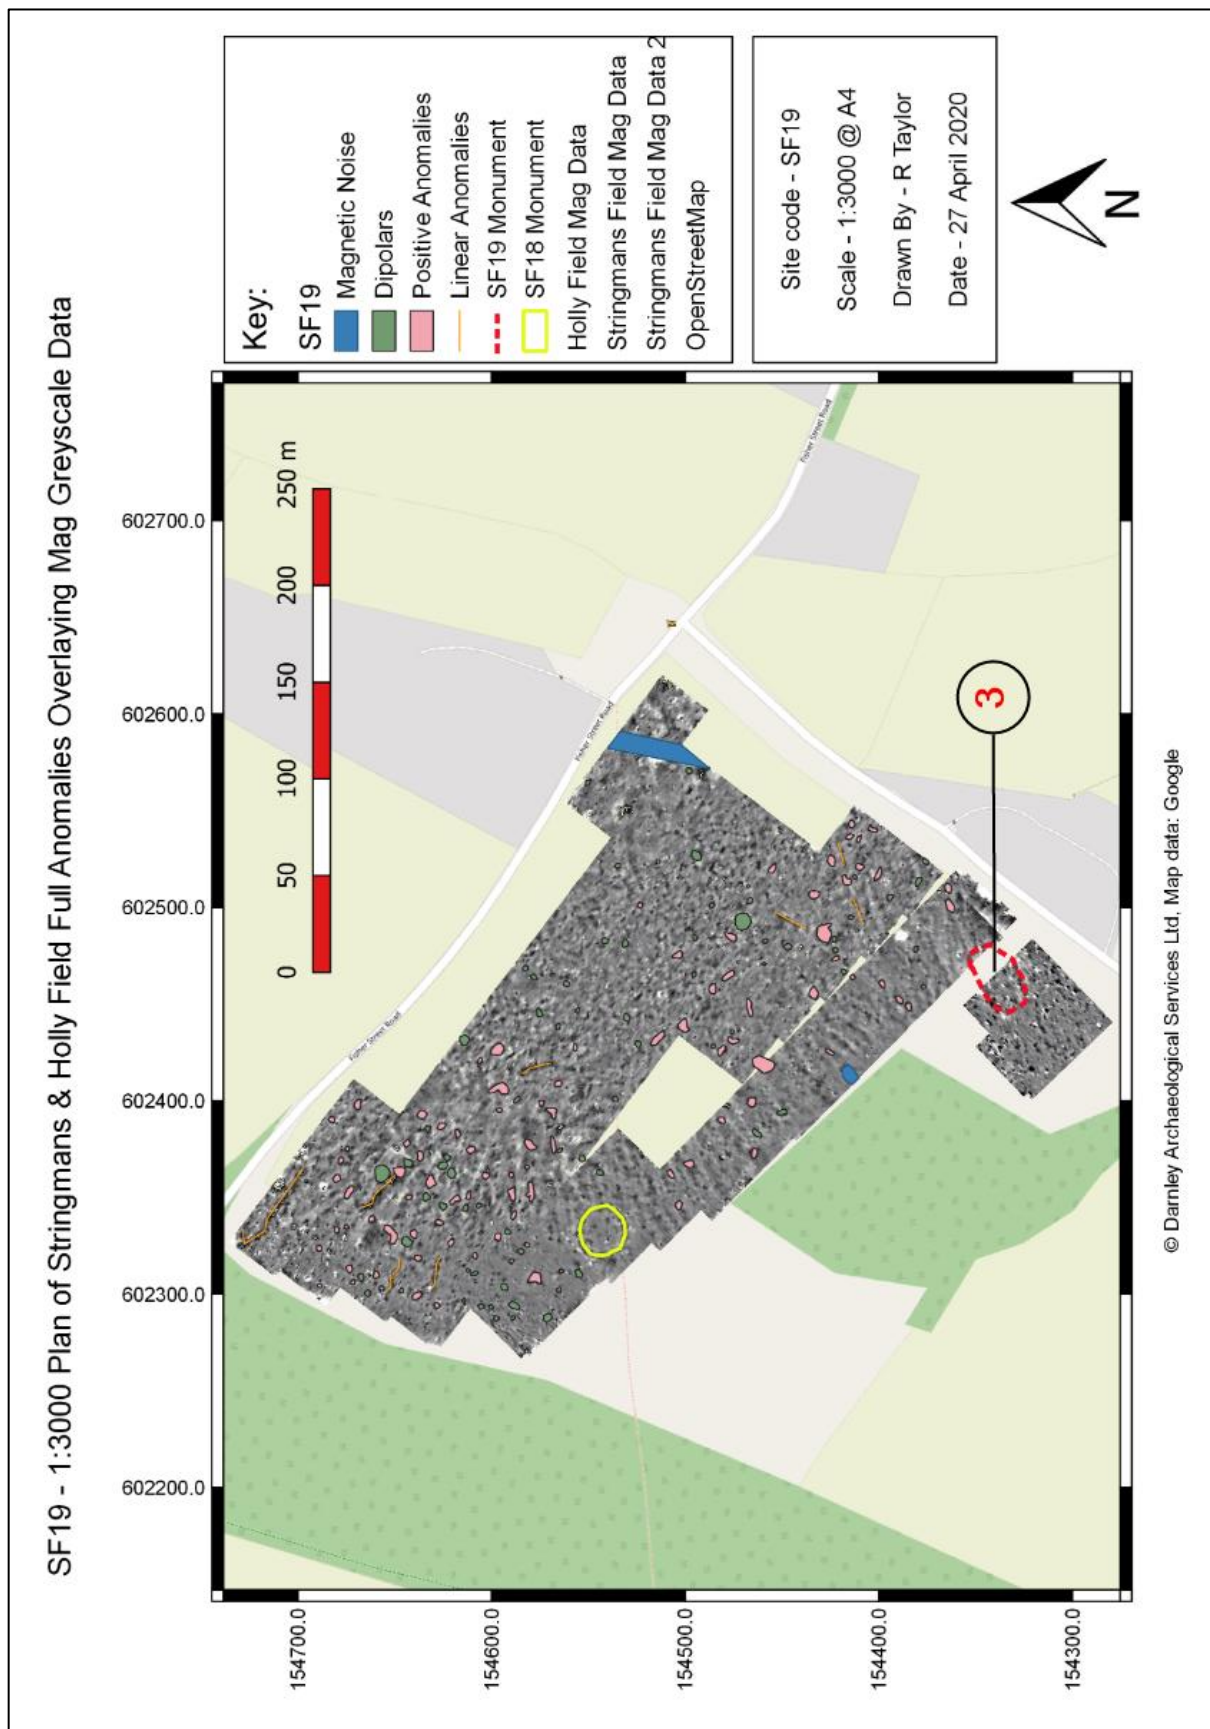 SF19 - 1:3000 Plan of Stringmans & Holly Field Full Anomalies Overlaying Mag Greyscale Data
602200.0
602300.0
602400.0
602500.0
602600.0
602700.0
154700.0
154600.0
154500.0
154400.0
154300.0
0
50
100
150
200
250 m
Fisher Street Road
Fisher Street Road
Fisher Street Road
3
Key:
SF19
Magnetic Noise
Dipolars
Positive Anomalies
Linear Anomalies
SF19 Monument
SF18 Monument
Holly Field Mag Data
Stringmans Field Mag Data
Stringmans Field Mag Data 2
OpenStreetMap
Site code - SF19
Scale - 1:3000 @ A4
Drawn By - R Taylor
Date - 27 April 2020
N
© Darnley Archaeological Services Ltd, Map data: Google